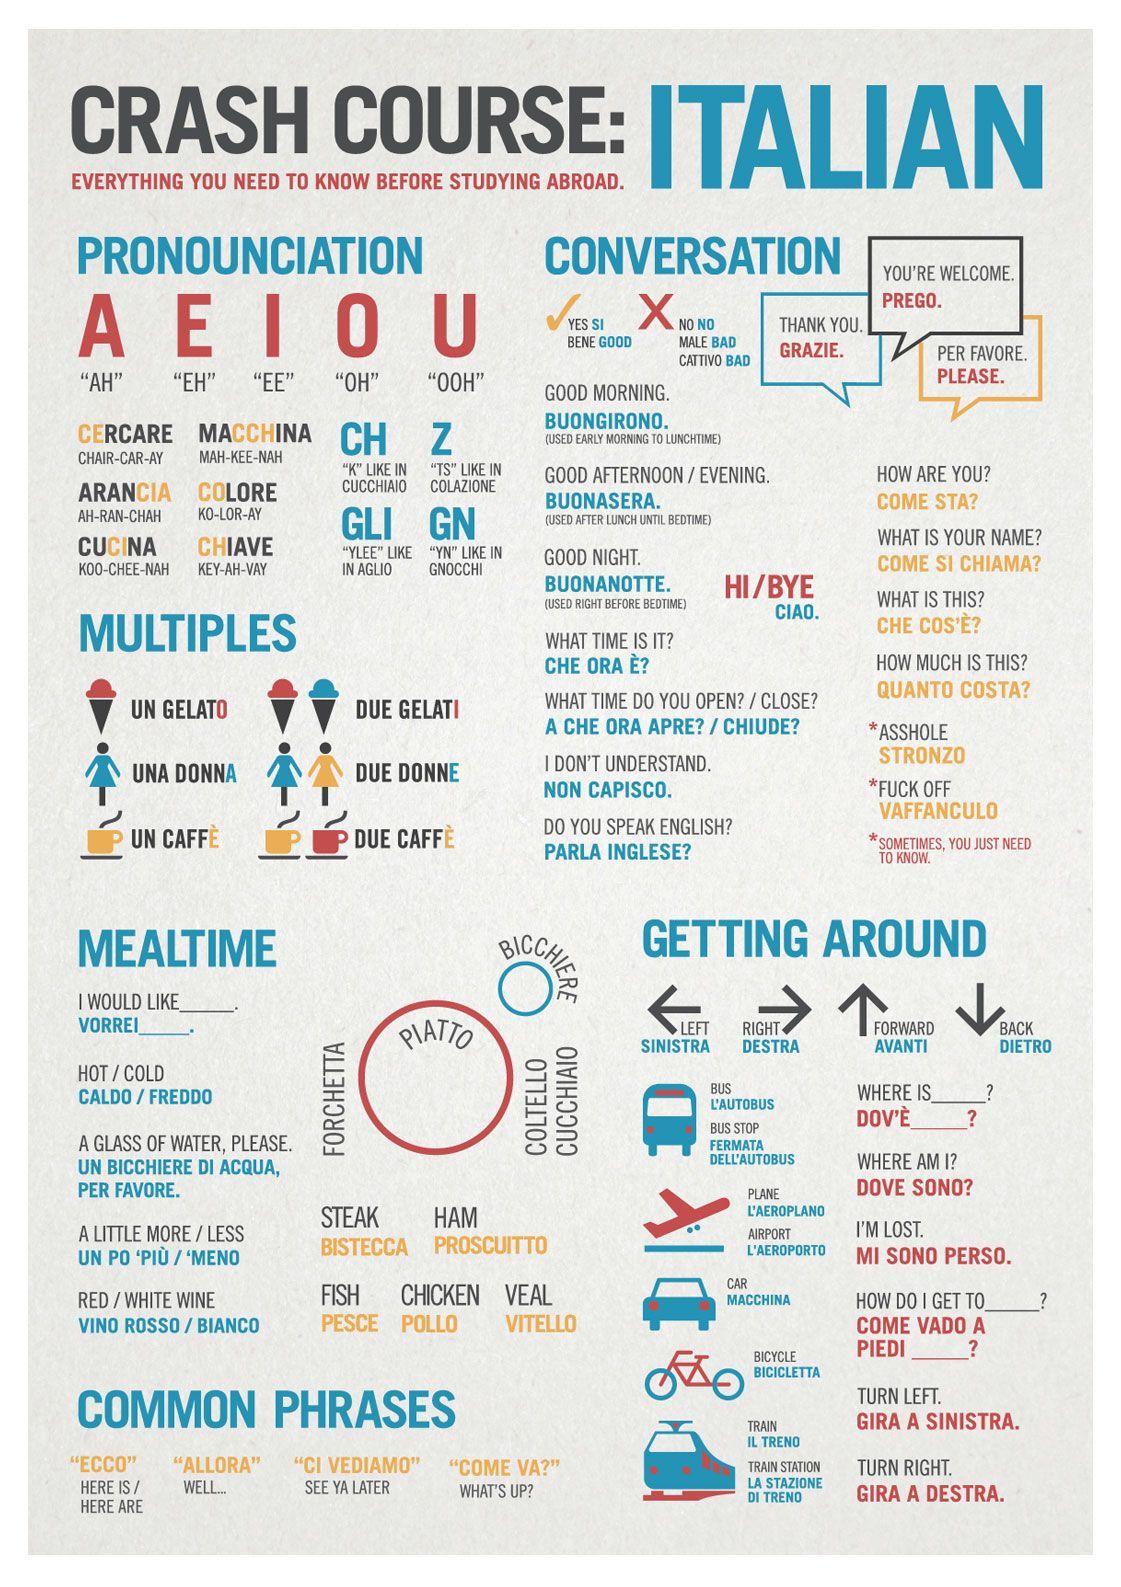 CRASH COURSE: ITALIAN
EVERYTHING YOU NEED TO KNOW BEFORE STUDYING ABROAD.
PRONOUNCIATION
A E I O U
“AH” “EH” “EE” “OH” “OOH”
CERCARE
CHAIR-CAR-AY
MACCHINA
MAH-KEE-NAH
ARANCIA
AH-RAN-CHAH
COLORE
KO-LOR-AY
CUCINA
KOO-CHEE-NAH
CHIAVE
KEY-AH-VAY
CH
“K” LIKE IN
CUCCHIAIO
Z
“TS” LIKE IN
COLAZIONE
GLI
“YLEE” LIKE
IN AGLIO
GN
“YN” LIKE IN
GNOCCHI
MULTIPLES
UN GELATO
DUE GELATI
UNA DONNA
DUE DONNE
UN CAFFÈ
DUE CAFFÈ
CONVERSATION
YES SI
BENE GOOD
NO NO
MALE BAD
CATTIVO BAD
THANK YOU.
GRAZIE.
YOU’RE WELCOME.
PREGO.
PER FAVORE.
PLEASE.
GOOD MORNING.
BUONGIRONO.
(USED EARLY MORNING TO LUNCHTIME)
GOOD AFTERNOON / EVENING.
BUONASERA.
(USED AFTER LUNCH UNTIL BEDTIME)
GOOD NIGHT.
BUONANOTTE.
(USED RIGHT BEFORE BEDTIME)
HI/BYE
CIAO.
WHAT TIME IS IT?
CHE ORA È?
WHAT TIME DO YOU OPEN? / CLOSE?
A CHE ORA APRE? / CHIUDE?
I DON’T UNDERSTAND.
NON CAPISCO.
DO YOU SPEAK ENGLISH?
PARLA INGLESE?
HOW ARE YOU?
COME STA?
WHAT IS YOUR NAME?
COME SI CHIAMA?
WHAT IS THIS?
CHE COS’È?
HOW MUCH IS THIS?
QUANTO COSTA?
*ASSHOLE
STRONZO
*FUCK OFF
VAFFANCULO
*SOMETIMES, YOU JUST NEED
TO KNOW.
MEALTIME
I WOULD LIKE_____.
VORREI_____.
HOT / COLD
CALDO / FREDDO
A GLASS OF WATER, PLEASE.
UN BICCHIERE DI ACQUA,
PER FAVORE.
A LITTLE MORE / LESS
UN PO ‘PIÙ / ‘MENO
RED / WHITE WINE
VINO ROSSO / BIANCO
FORCHETTA
PIATTO
BICCHIERE
COLTELLO
CUCCHIAIO
STEAK
BISTECCA
HAM
PROSCUITTO
FISH
PESCE
CHICKEN
POLLO
VEAL
VITELLO
COMMON PHRASES
“ECCO”
HERE IS /
HERE ARE
“ALLORA”
WELL...
“CI VEDIAMO”
SEE YA LATER
“COME VA?”
WHAT’S UP?
GETTING AROUND
LEFT
SINISTRA
RIGHT
DESTRA
FORWARD
AVANTI
BACK
DIETRO
BUS
L’AUTOBUS
BUS STOP
FERMATA
DELL’AUTOBUS
PLANE
L’AEROPLANO
AIRPORT
L’AEROPORTO
CAR
MACCHINA
BICYCLE
BICICLETTA
TRAIN
IL TRENO
TRAIN STATION
LA STAZIONE
DI TRENO
WHERE IS_____?
DOV’È_____?
WHERE AM I?
DOVE SONO?
I’M LOST.
MI SONO PERSO.
HOW DO I GET TO_____?
COME VADO A
PIEDI _____?
TURN LEFT.
GIRA A SINISTRA.
TURN RIGHT.
GIRA A DESTRA.